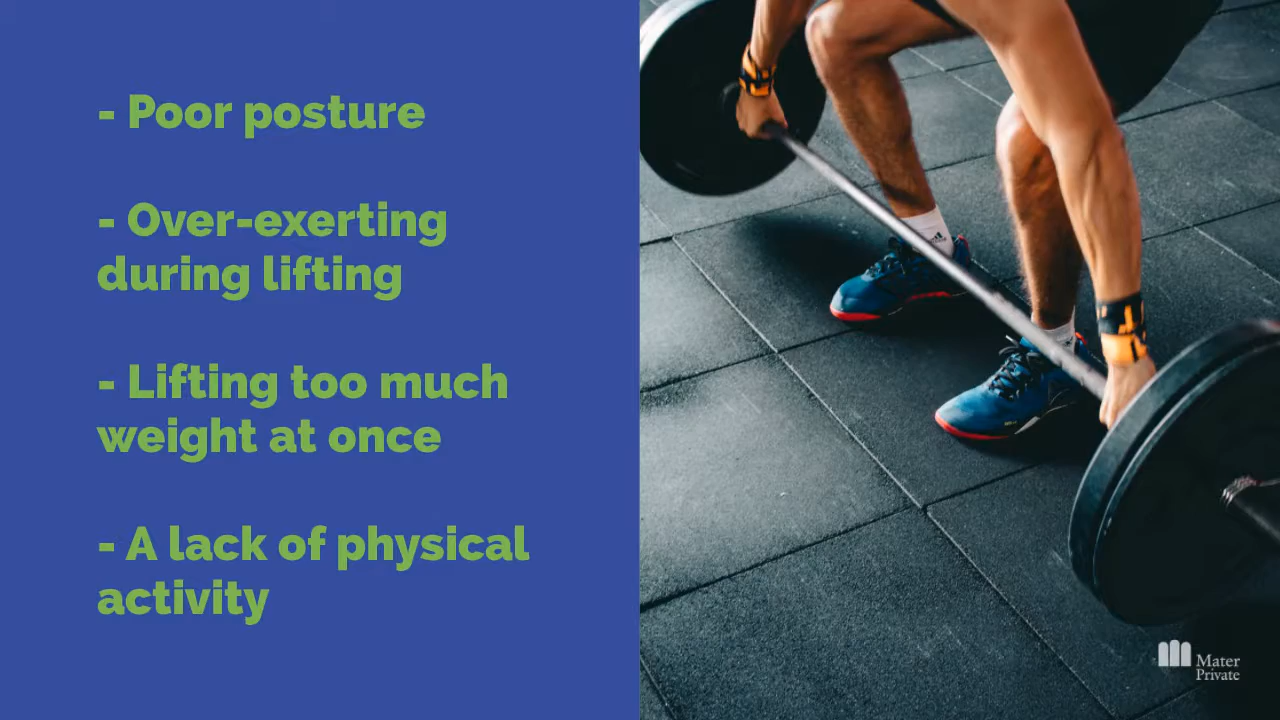 - Poor posture
- Over-exerting
during lifting
- Lifting too much
weight at once
- A lack of physical
activity
Mater
Private